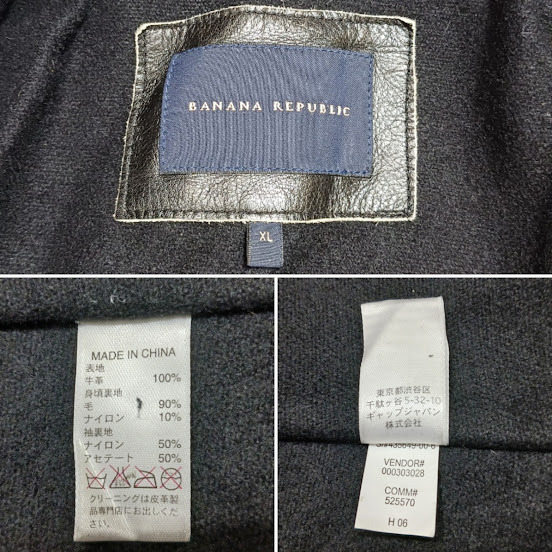 BANANA REPUBLIC
XL
MADE IN CHINA
表地
牛革 100%
身頃裏地
毛 90%
ナイロン 10%
袖裏地
ナイロン 50%
アセテート 50%
クリーニングは皮革製
品専門店にお出しくだ
さい。
東京都渋谷区
千駄ヶ谷5-32-10
ギャップジャパン
株式会社
VENDOR#
000303028
COMM#
525570
H 06